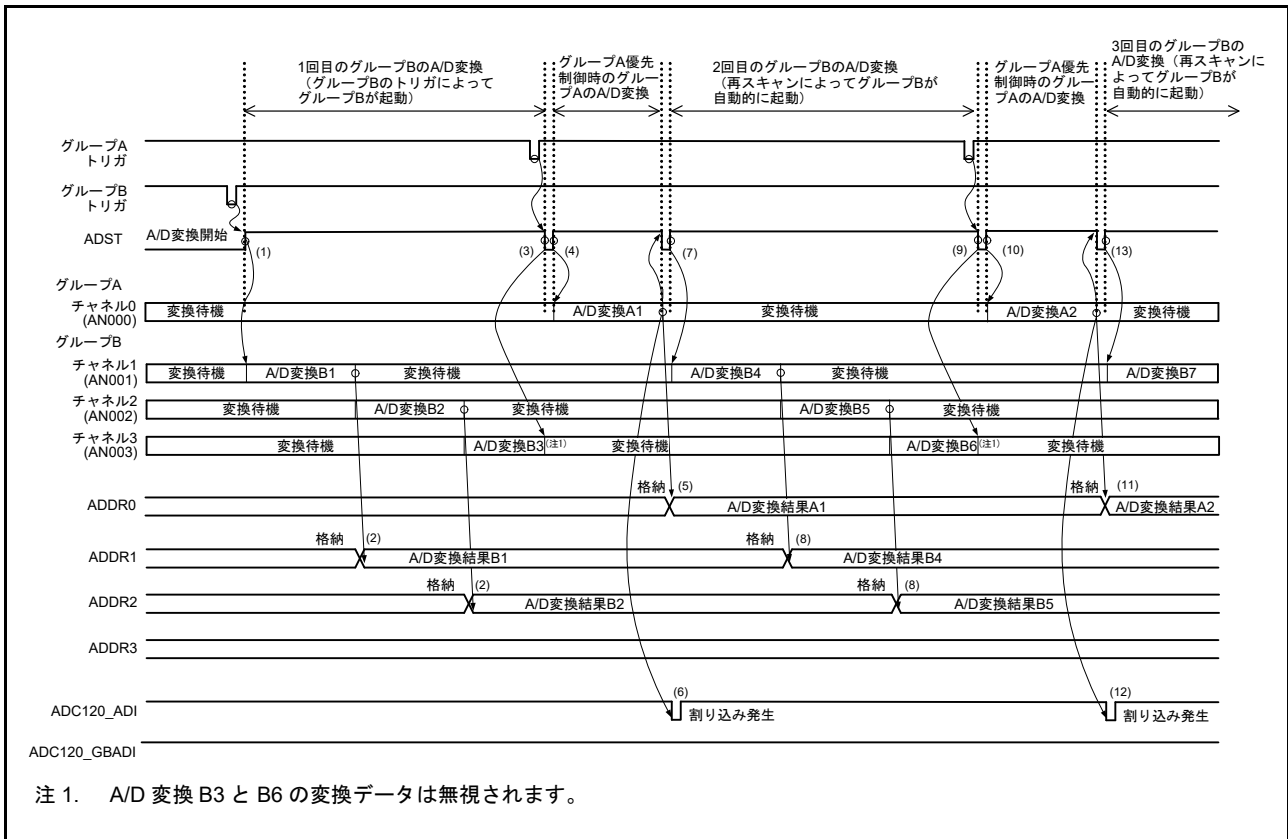 1回目のグループBのA/D変換
(グループBのトリガによって
グループBが起動)
グループA優先
制御時のグルー
プAのA/D変換
2回目のグループBのA/D変換
(再スキャンによってグループBが
自動的に起動)
グループA優先
制御時のグルー
プAのA/D変換
3回目のグループBの
A/D変換(再スキャンに
よってグループBが
自動的に起動)
グループA
トリガ
グループB
トリガ
ADST
A/D変換開始
(1)
(3)
(4)
(7)
(9)
(10)
(13)
グループA
チャネル0
(AN000)
変換待機
A/D変換A1
変換待機
A/D変換A2
変換待機
グループB
チャネル1
(AN001)
変換待機
A/D変換B1
変換待機
A/D変換B4
変換待機
A/D変換B7
チャネル2
(AN002)
変換待機
A/D変換B2
変換待機
A/D変換B5
変換待機
チャネル3
(AN003)
変換待機
A/D変換B3(注1)
変換待機
A/D変換B6(注1)
変換待機
ADDR0
格納
(5)
A/D変換結果A1
格納
(11)
A/D変換結果A2
ADDR1
格納
(2)
A/D変換結果B1
格納
(8)
A/D変換結果B4
ADDR2
格納
(2)
A/D変換結果B2
格納
(8)
A/D変換結果B5
ADDR3
ADC120_ADI
(6)
割り込み発生
(12)
割り込み発生
ADC120_GBADI
注 1. A/D 変換 B3 と B6 の変換データは無視されます。